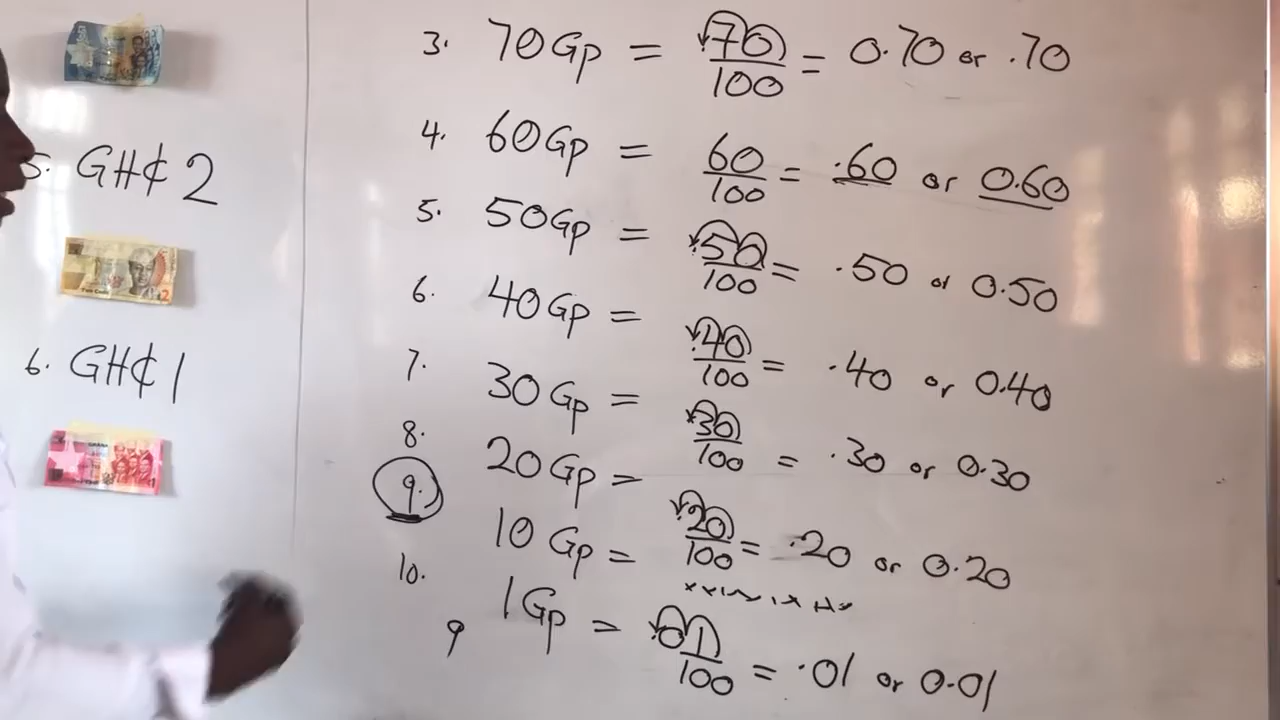 5. GH₵ 2
6. GH₵ 1
3. 70Gp = 70/100 = 0.70 or .70
4. 60Gp = 60/100 = .60 or 0.60
5. 50Gp = .50/100 = .50 or 0.50
6. 40Gp = .40/100 = .40 or 0.40
7. 30Gp = .30/100 = .30 or 0.30
8. 20Gp = .20/100 = .20 or 0.20
9. 10Gp =
10. 1Gp = .01/100 = .01 or 0.01
9